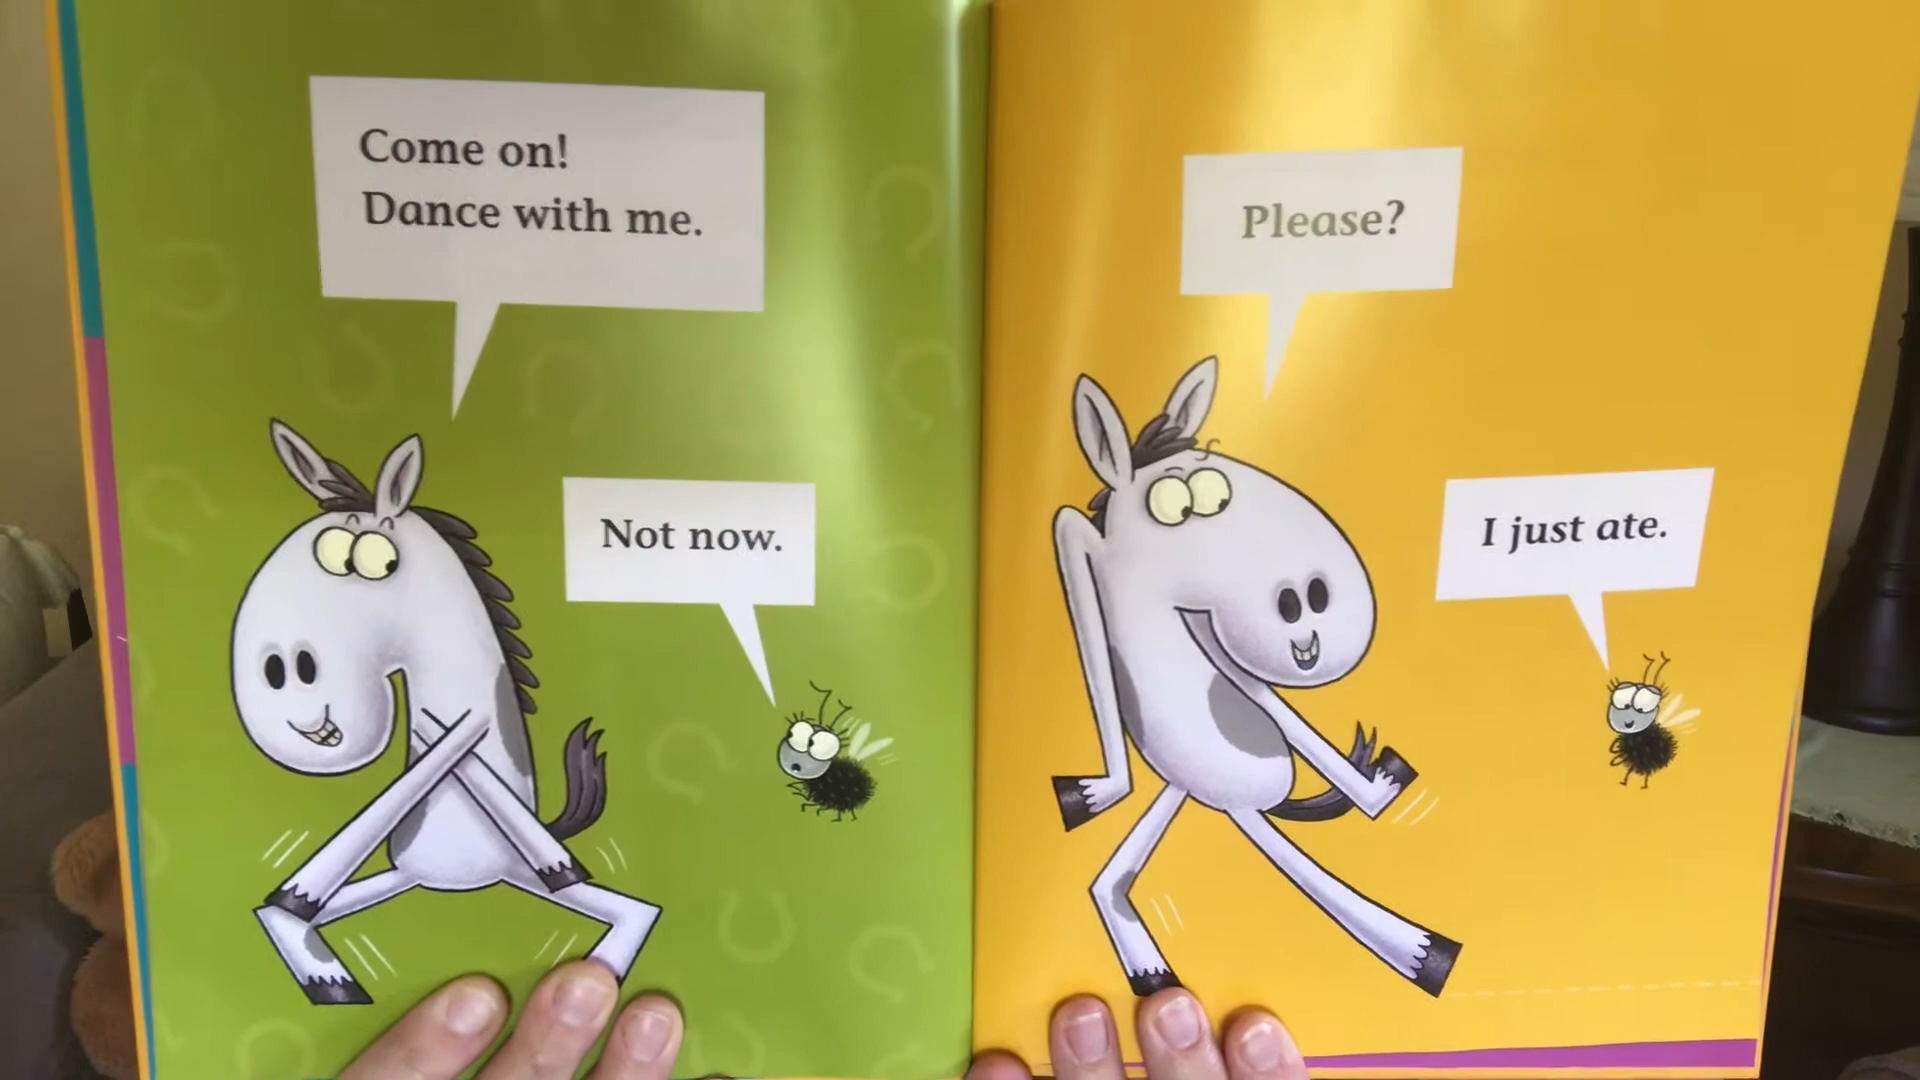 Come on!
Dance with me.
Not now.
Please?
I just ate.